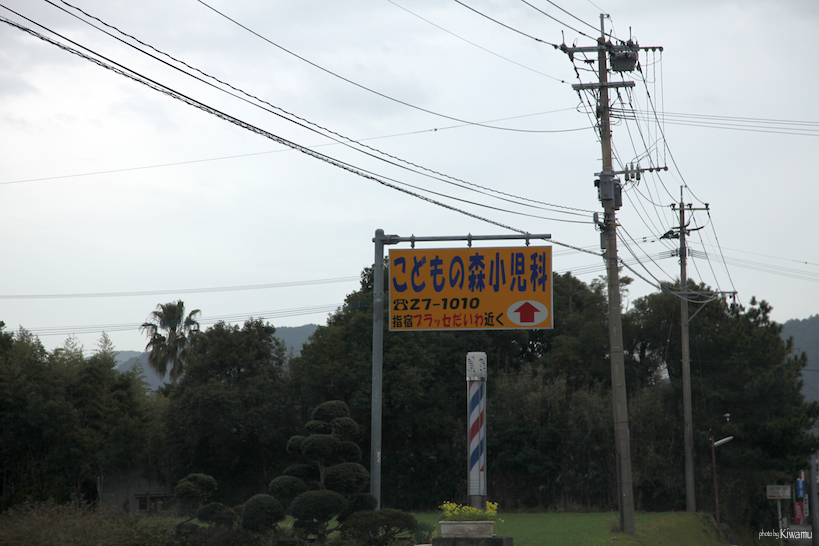 こどもの森小児科
☎27-1010
指宿フラッセだいわ近く
photo by Kiwamu